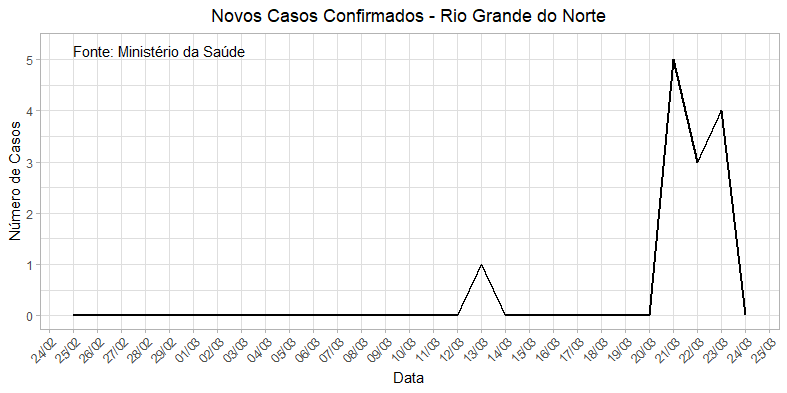 Novos Casos Confirmados - Rio Grande do Norte
Fonte: Ministério da Saúde
Número de Casos
5
4
3
2
1
0
24/02 25/02 26/02 27/02 28/02 29/02 01/03 02/03 03/03 04/03 05/03 06/03 07/03 08/03 09/03 10/03 11/03 12/03 13/03 14/03 15/03 16/03 17/03 18/03 19/03 20/03 21/03 22/03 23/03 24/03 25/03
Data